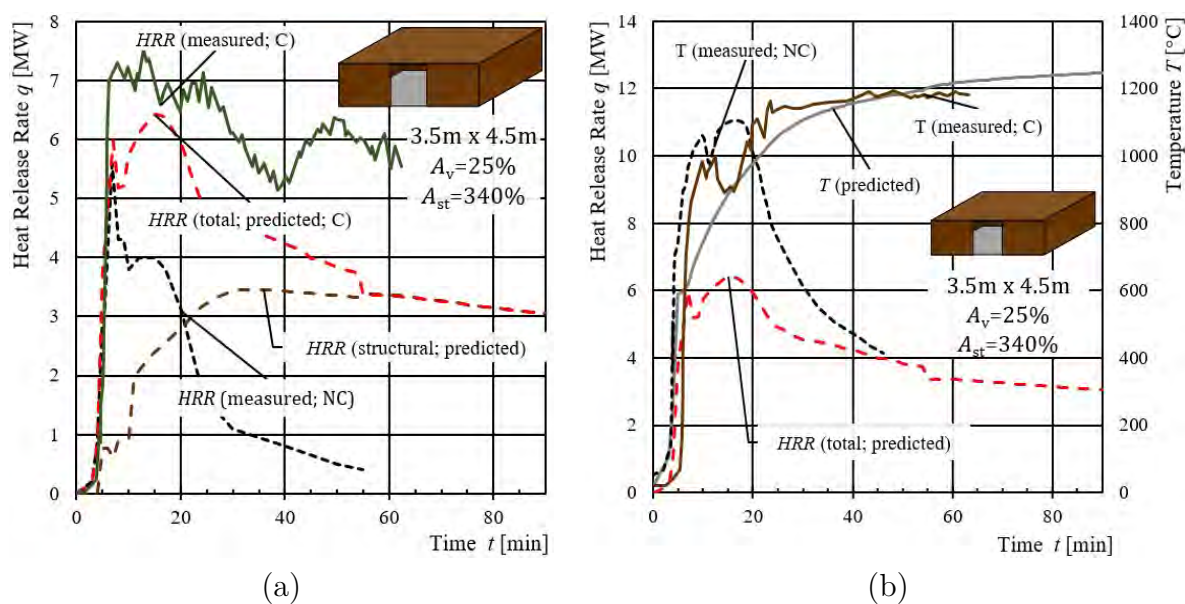 8
7
6
5
4
3
2
1
0
Heat Release Rate q [MW]
HRR
(measured; C)
3.5m x 4.5m
Av=25%
Ast=340%
HRR (total; predicted; C)
HRR (structural; predicted)
HRR (measured; NC)
0 20 40 60 80
Time t [min]
(a)
14
12
10
8
6
4
2
0
Heat Release Rate q [MW]
1400
1200
1000
800
600
400
200
0
Temperature T [°C]
T (measured; NC)
T (measured; C)
T (predicted)
3.5m x 4.5m
Av=25%
Ast=340%
HRR (total; predicted)
0 20 40 60 80
Time t [min]
(b)